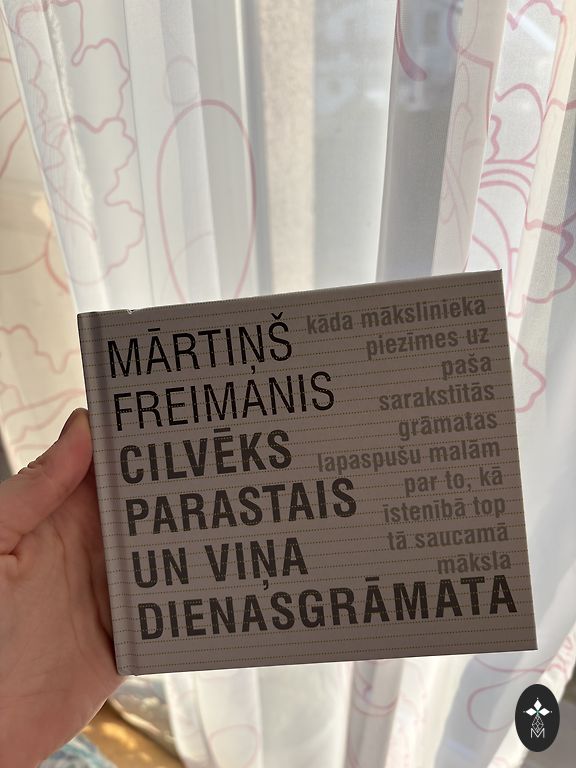 MĀRTIŅŠ
FREIMANIS
CILVĒKS
PARASTAIS
UN VIŅA
DIENASGRĀMATA
kāda mākslinieka
piezīmes uz
paša
sarakstītās
grāmatas
lapaspušu malām
par to, kā
īstenībā top
tā saucamā
māksla
M